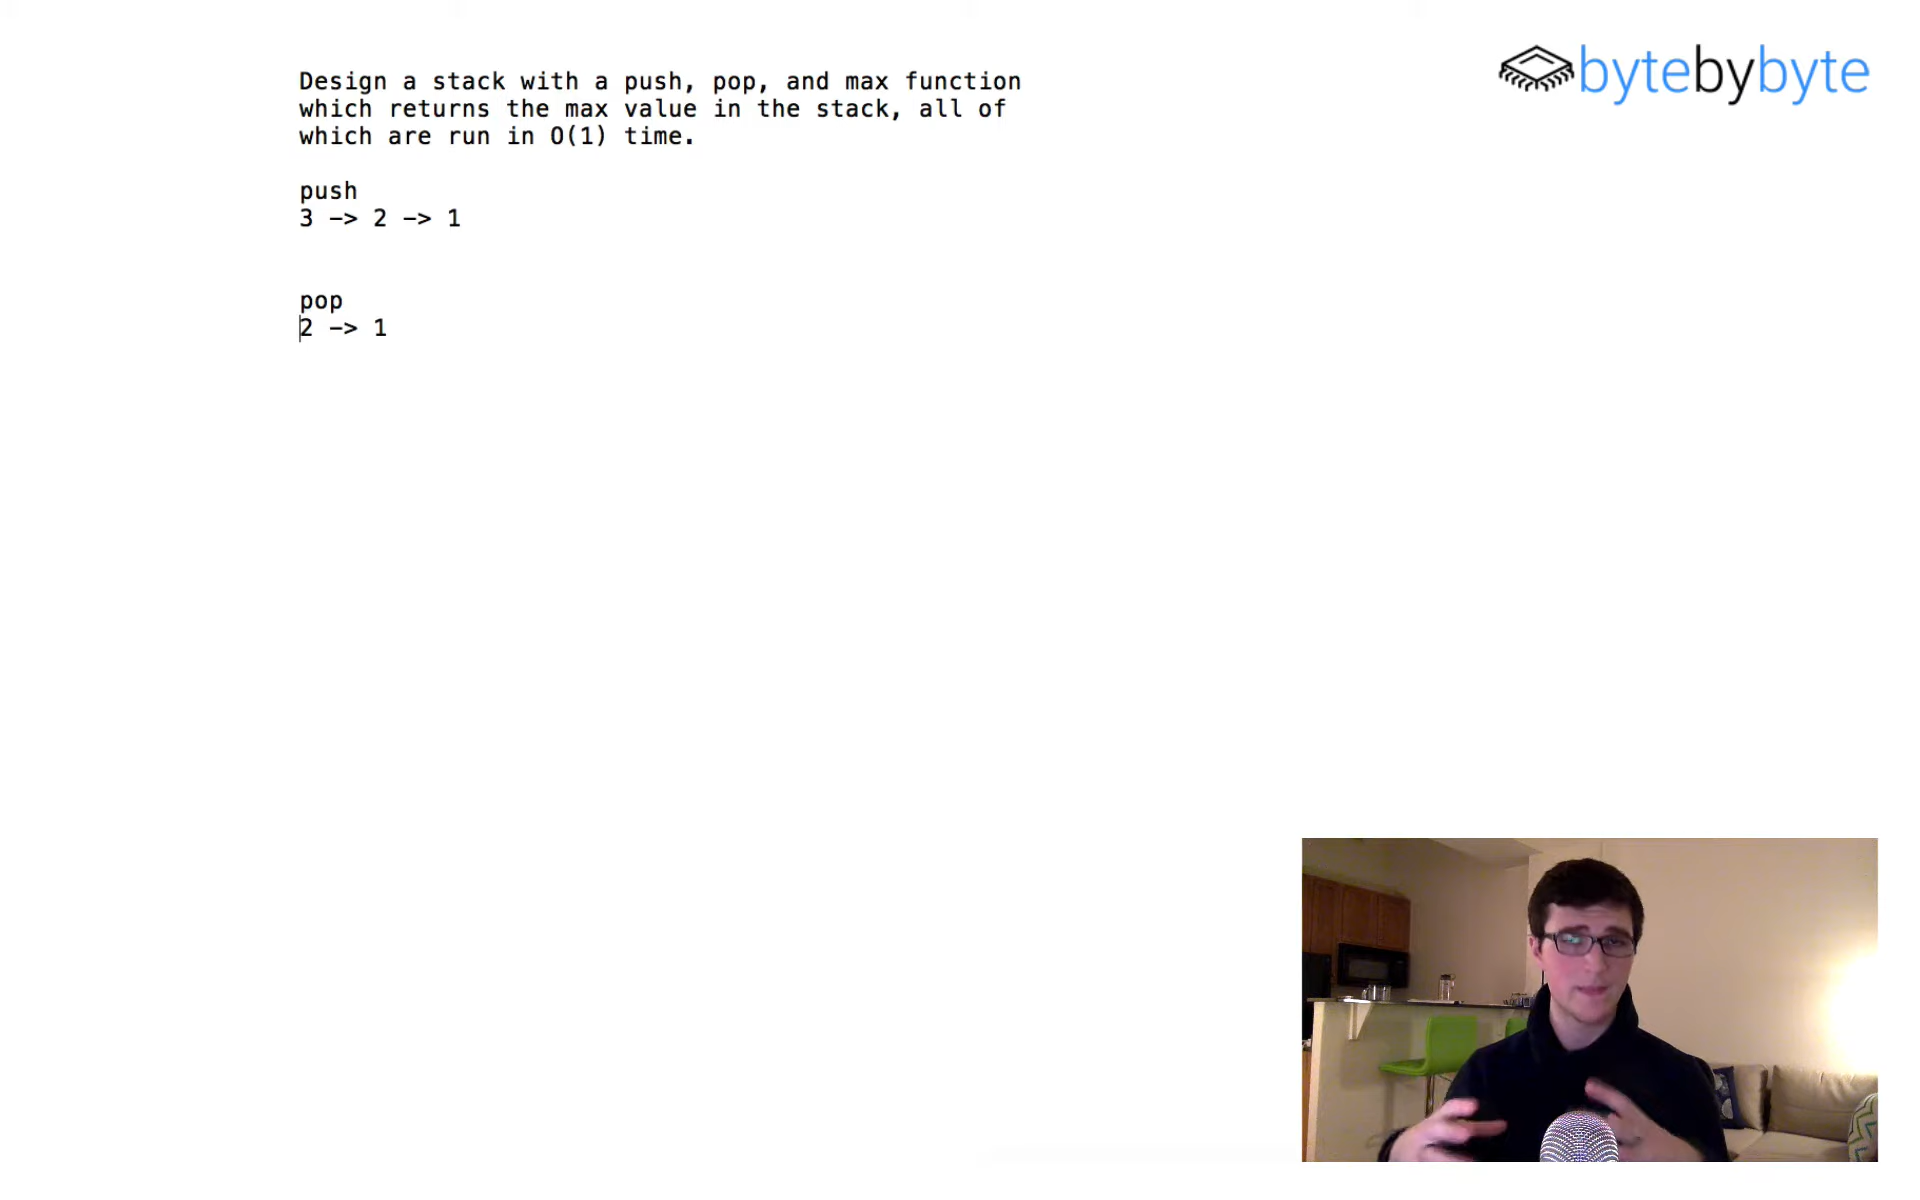 bytebybyte
Design a stack with a push, pop, and max function
which returns the max value in the stack, all of
which are run in O(1) time.
push
3 -> 2 -> 1
pop
2 -> 1